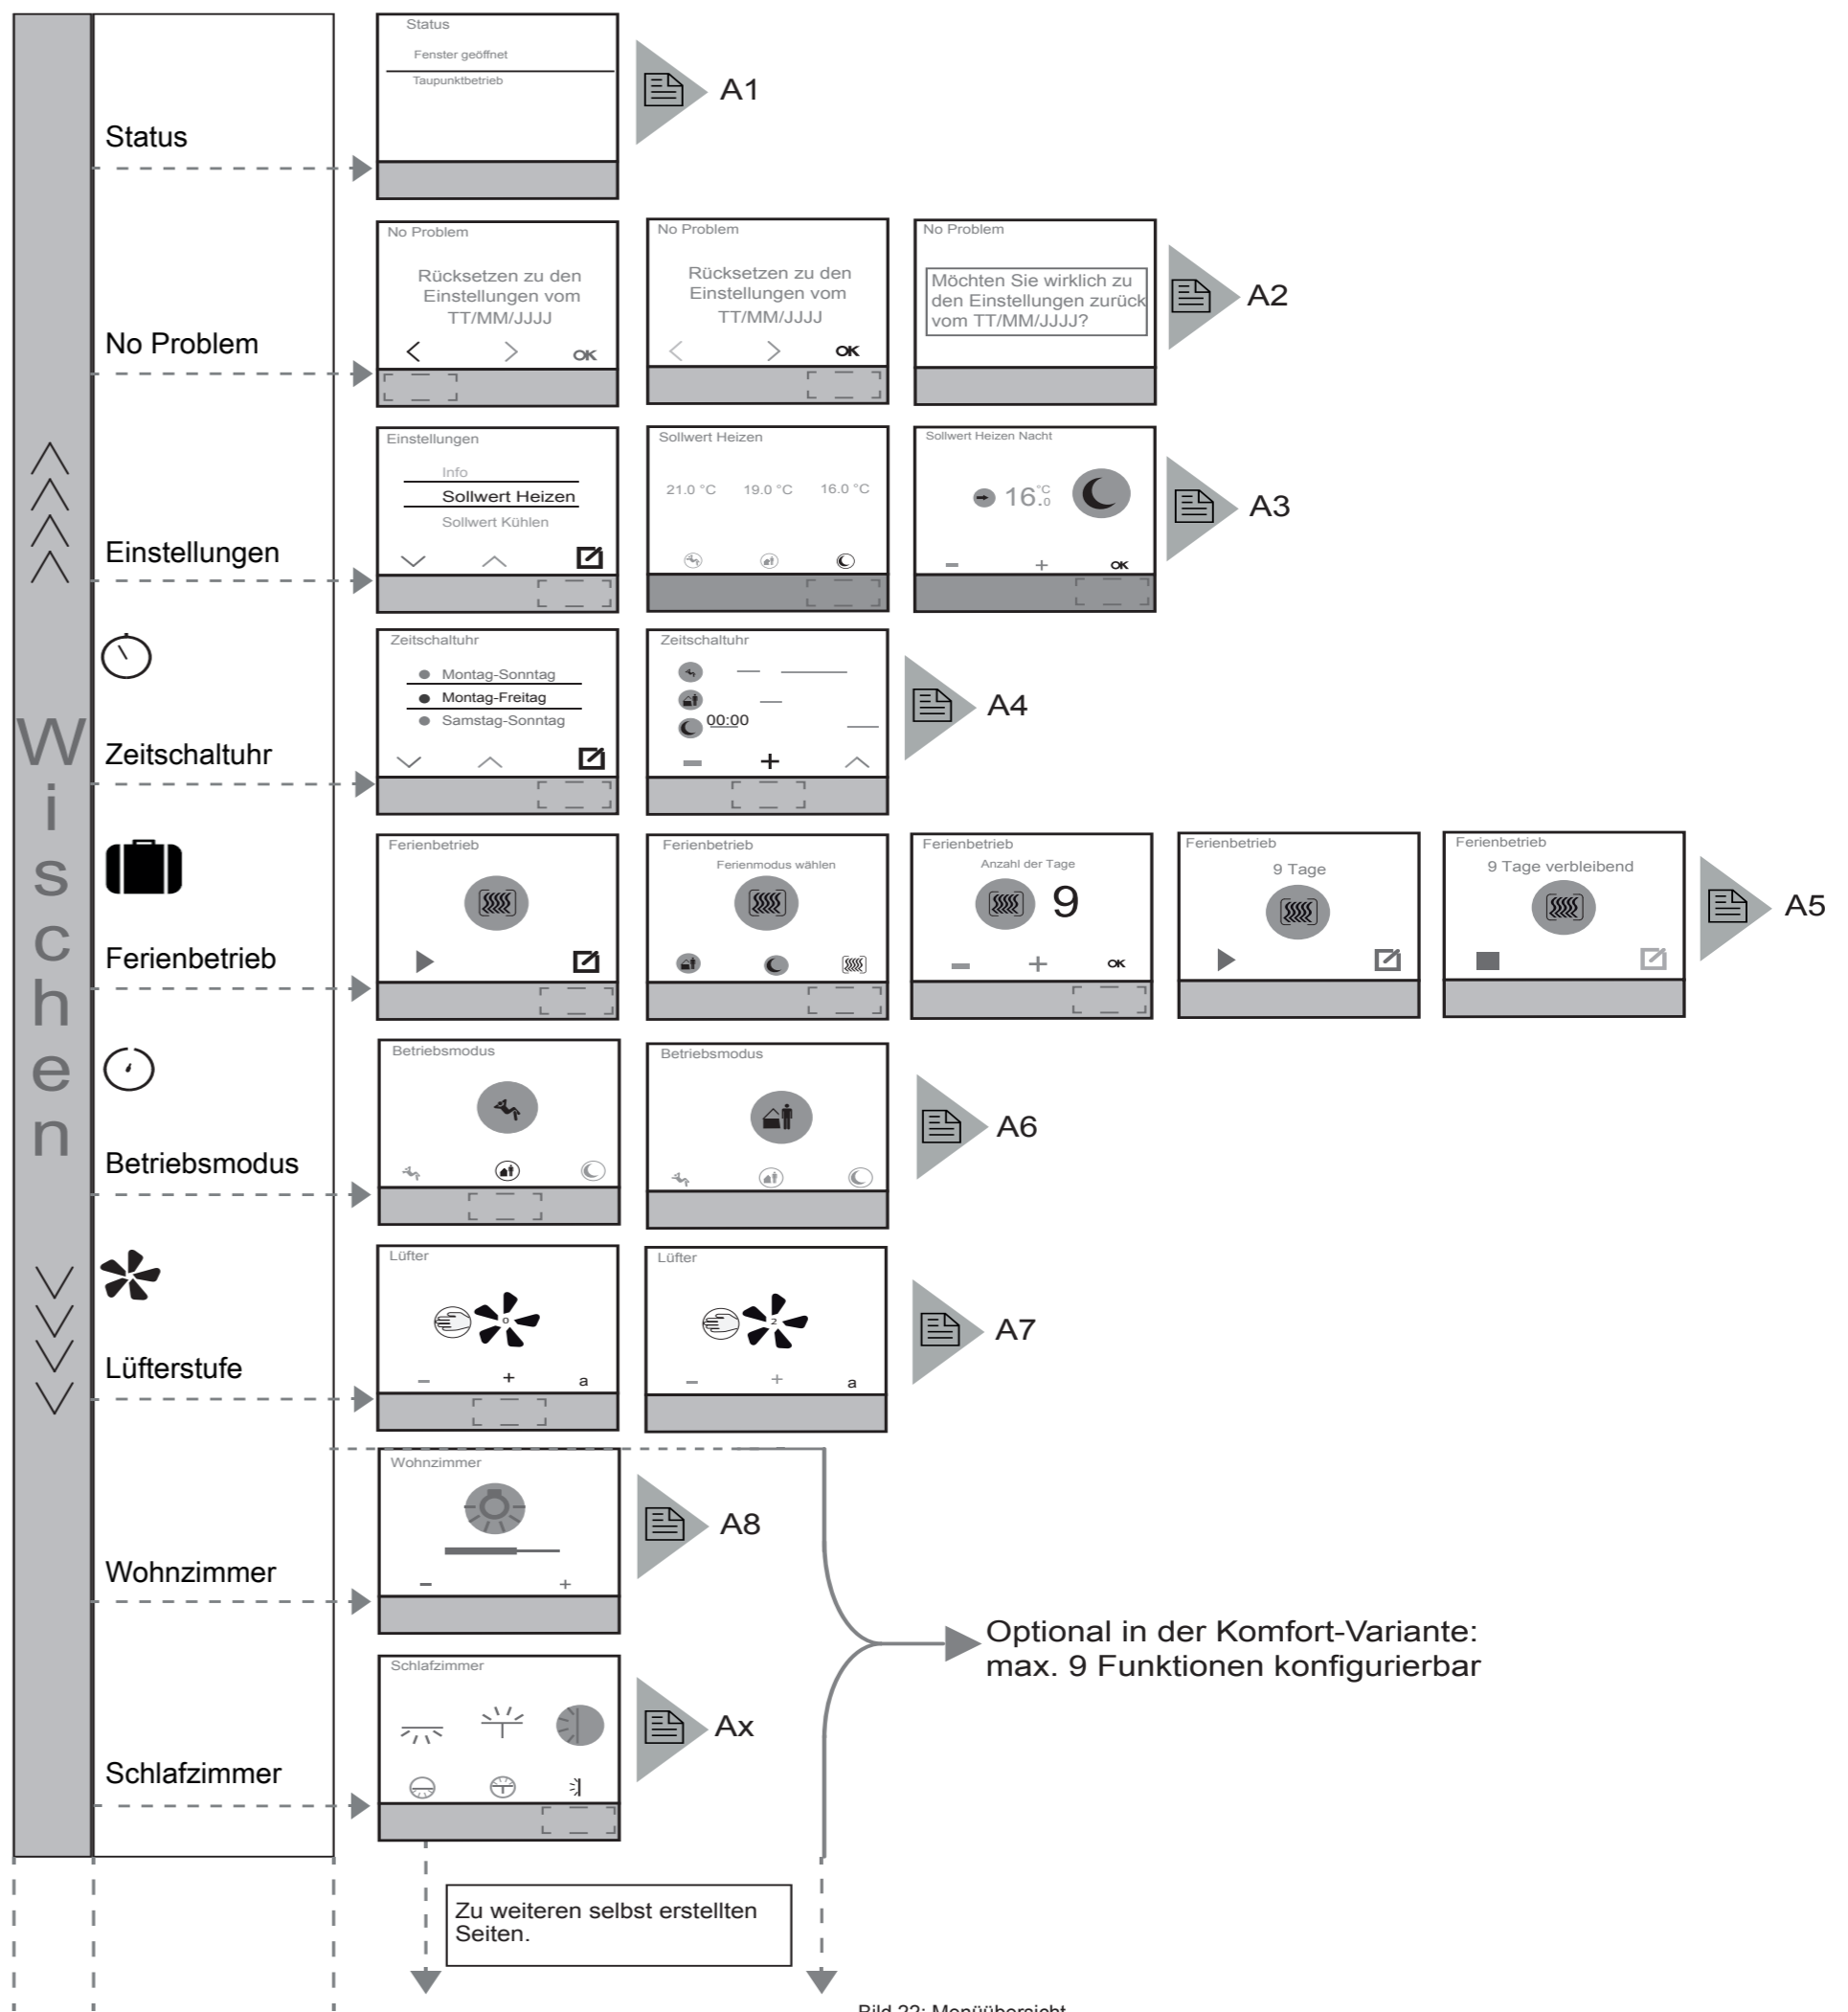 Wischen
Status
Status
Fenster geöffnet
Taupunktbetrieb
A1
No Problem
No Problem
Rücksetzen zu den
Einstellungen vom
TT/MM/JJJJ
OK
No Problem
Rücksetzen zu den
Einstellungen vom
TT/MM/JJJJ
OK
No Problem
Möchten Sie wirklich zu
den Einstellungen zurück
vom TT/MM/JJJJ?
A2
Einstellungen
Einstellungen
Info
Sollwert Heizen
Sollwert Kühlen
Sollwert Heizen
21.0 °C 19.0 °C 16.0 °C
Sollwert Heizen Nacht
16.0 °C
- + OK
A3
Zeitschaltuhr
Zeitschaltuhr
Montag-Sonntag
Montag-Freitag
Samstag-Sonntag
Zeitschaltuhr
00:00
- +
A4
Ferienbetrieb
Ferienbetrieb
Ferienbetrieb
Ferienmodus wählen
Ferienbetrieb
Anzahl der Tage
9
- + OK
Ferienbetrieb
9 Tage
Ferienbetrieb
9 Tage verbleibend
A5
Betriebsmodus
Betriebsmodus
Betriebsmodus
A6
Lüfterstufe
Lüfter
0
- + a
Lüfter
2
- + a
A7
Wohnzimmer
Wohnzimmer
- +
A8
Optional in der Komfort-Variante:
max. 9 Funktionen konfigurierbar
Schlafzimmer
Schlafzimmer
Ax
Zu weiteren selbst erstellten
Seiten.
Bild 22: Menüübersicht